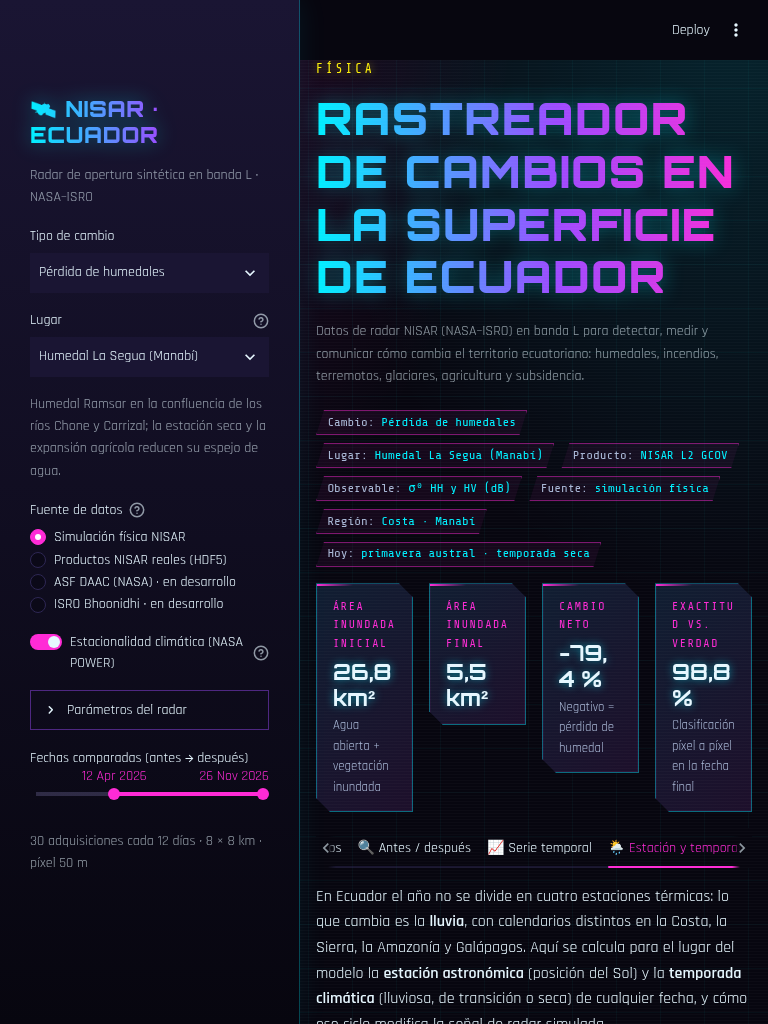 Deploy
NISAR ·
ECUADOR
Radar de apertura sintética en banda L ·
NASA-ISRO
Tipo de cambio
Pérdida de humedales
Lugar
Humedal La Segua (Manabí)
Humedal Ramsar en la confluencia de los
ríos Chone y Carrizal; la estación seca y la
expansión agrícola reducen su espejo de
agua.
Fuente de datos
Simulación física NISAR
Productos NISAR reales (HDF5)
ASF DAAC (NASA) · en desarrollo
ISRO Bhoonidhi · en desarrollo
Estacionalidad climática (NASA
POWER)
Parámetros del radar
Fechas comparadas (antes → después)
12 Apr 2026 26 Nov 2026
30 adquisiciones cada 12 días · 8 × 8 km ·
píxel 50 m
FÍSICA
RASTREADOR
DE CAMBIOS EN
LA SUPERFICIE
DE ECUADOR
Datos de radar NISAR (NASA-ISRO) en banda L para detectar, medir y
comunicar cómo cambia el territorio ecuatoriano: humedales, incendios,
terremotos, glaciares, agricultura y subsidencia.
Cambio: Pérdida de humedales
Lugar: Humedal La Segua (Manabí) Producto: NISAR L2 GCOV
Observable: σ⁰ HH y HV (dB) Fuente: simulación física
Región: Costa · Manabí
Hoy: primavera austral · temporada seca
ÁREA
INUNDADA
INICIAL
26,8
km²
Agua
abierta +
vegetación
inundada
ÁREA
INUNDADA
FINAL
5,5
km²
CAMBIO
NETO
-79,
4 %
Negativo =
pérdida de
humedal
EXACTITU
D VS.
VERDAD
98,8
%
Clasificación
píxel a píxel
en la fecha
final
os Antes / después Serie temporal Estación y tempora
En Ecuador el año no se divide en cuatro estaciones térmicas: lo
que cambia es la lluvia, con calendarios distintos en la Costa, la
Sierra, la Amazonía y Galápagos. Aquí se calcula para el lugar del
modelo la estación astronómica (posición del Sol) y la temporada
climática (lluviosa, de transición o seca) de cualquier fecha, y cómo
ese ciclo modifica la señal de radar simulada.